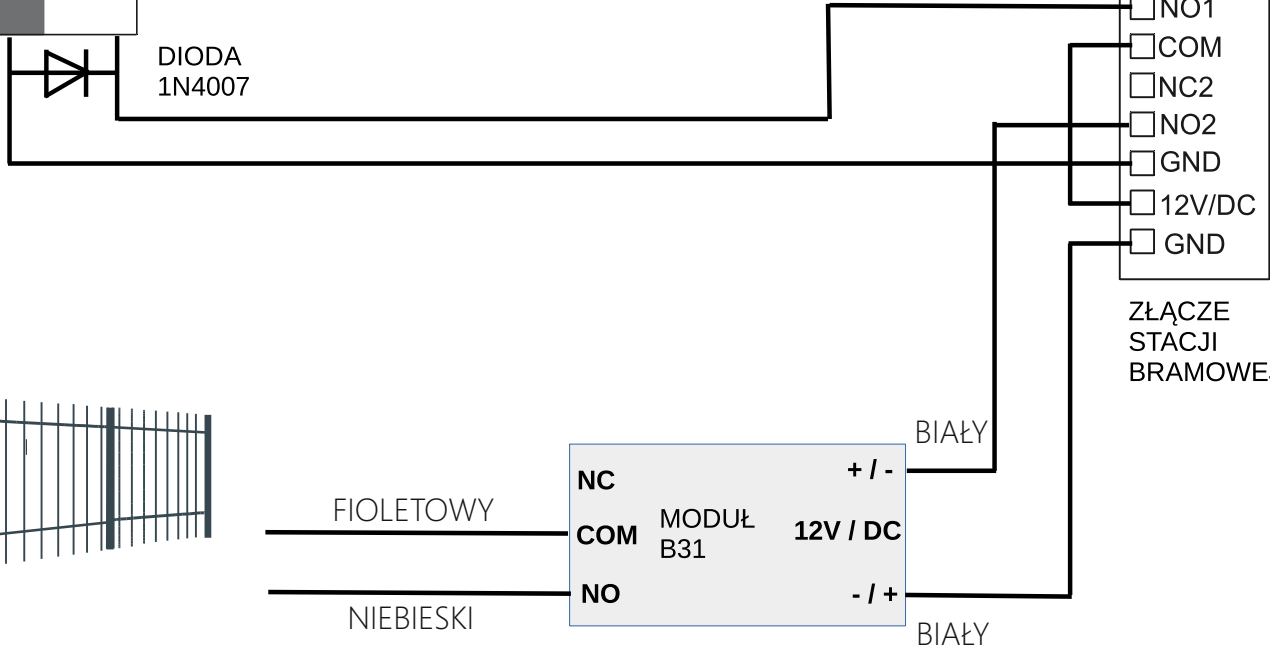 NO1
DIODA
1N4007
COM
NC2
NO2
GND
12V/DC
GND
ZŁĄCZE
STACJI
BRAMOWEJ
BIAŁY
NC
+ / -
FIOLETOWY
MODUŁ
B31
COM
12V / DC
NO
- / +
NIEBIESKI
BIAŁY